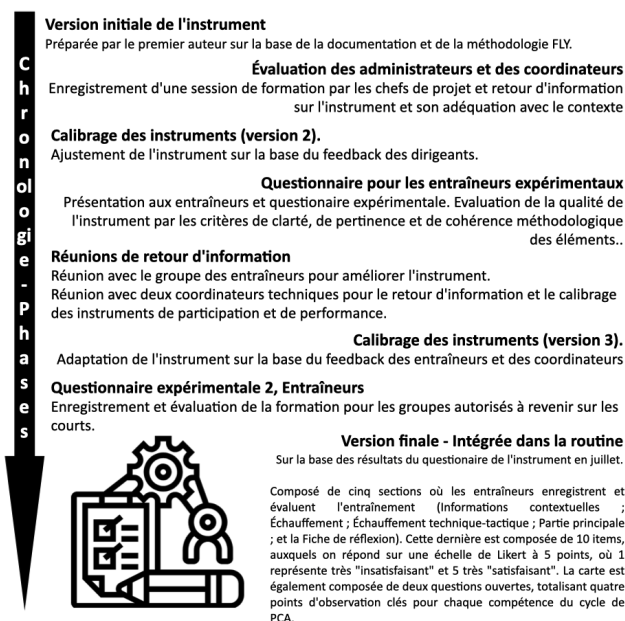 Chronologie-Phases
Version initiale de l'instrument
Préparée par le premier auteur sur la base de la documentation et de la méthodologie FLY.
Évaluation des administrateurs et des coordinateurs
Enregistrement d'une session de formation par les chefs de projet et retour d'information
sur l'instrument et son adéquation avec le contexte
Calibrage des instruments (version 2).
Ajustement de l'instrument sur la base du feedback des dirigeants.
Questionnaire pour les entraîneurs expérimentaux
Présentation aux entraîneurs et questionaire expérimentale. Evaluation de la qualité de
l'instrument par les critères de clarté, de pertinence et de cohérence méthodologique
des éléments..
Réunions de retour d'information
Réunion avec le groupe des entraîneurs pour améliorer l'instrument.
Réunion avec deux coordinateurs techniques pour le retour d'information et le calibrage
des instruments de participation et de performance.
Calibrage des instruments (version 3).
Adaptation de l'instrument sur la base du feedback des entraîneurs et des coordinateurs
Questionnaire expérimentale 2, Entraîneurs
Enregistrement et évaluation de la formation pour les groupes autorisés à revenir sur les
courts.
Version finale - Intégrée dans la routine
Sur la base des résultats du questionaire de l'instrument en juillet.
Composé de cinq sections où les entraîneurs enregistrent et
évaluent l'entraînement (Informations contextuelles ;
Échauffement ; Échauffement technique-tactique ; Partie principale
; et la Fiche de réflexion). Cette dernière est composée de 10 items,
auxquels on répond sur une échelle de Likert à 5 points, où 1
représente très "insatisfaisant" et 5 très "satisfaisant". La carte est
également composée de deux questions ouvertes, totalisant quatre
points d'observation clés pour chaque compétence du cycle de
PCA.